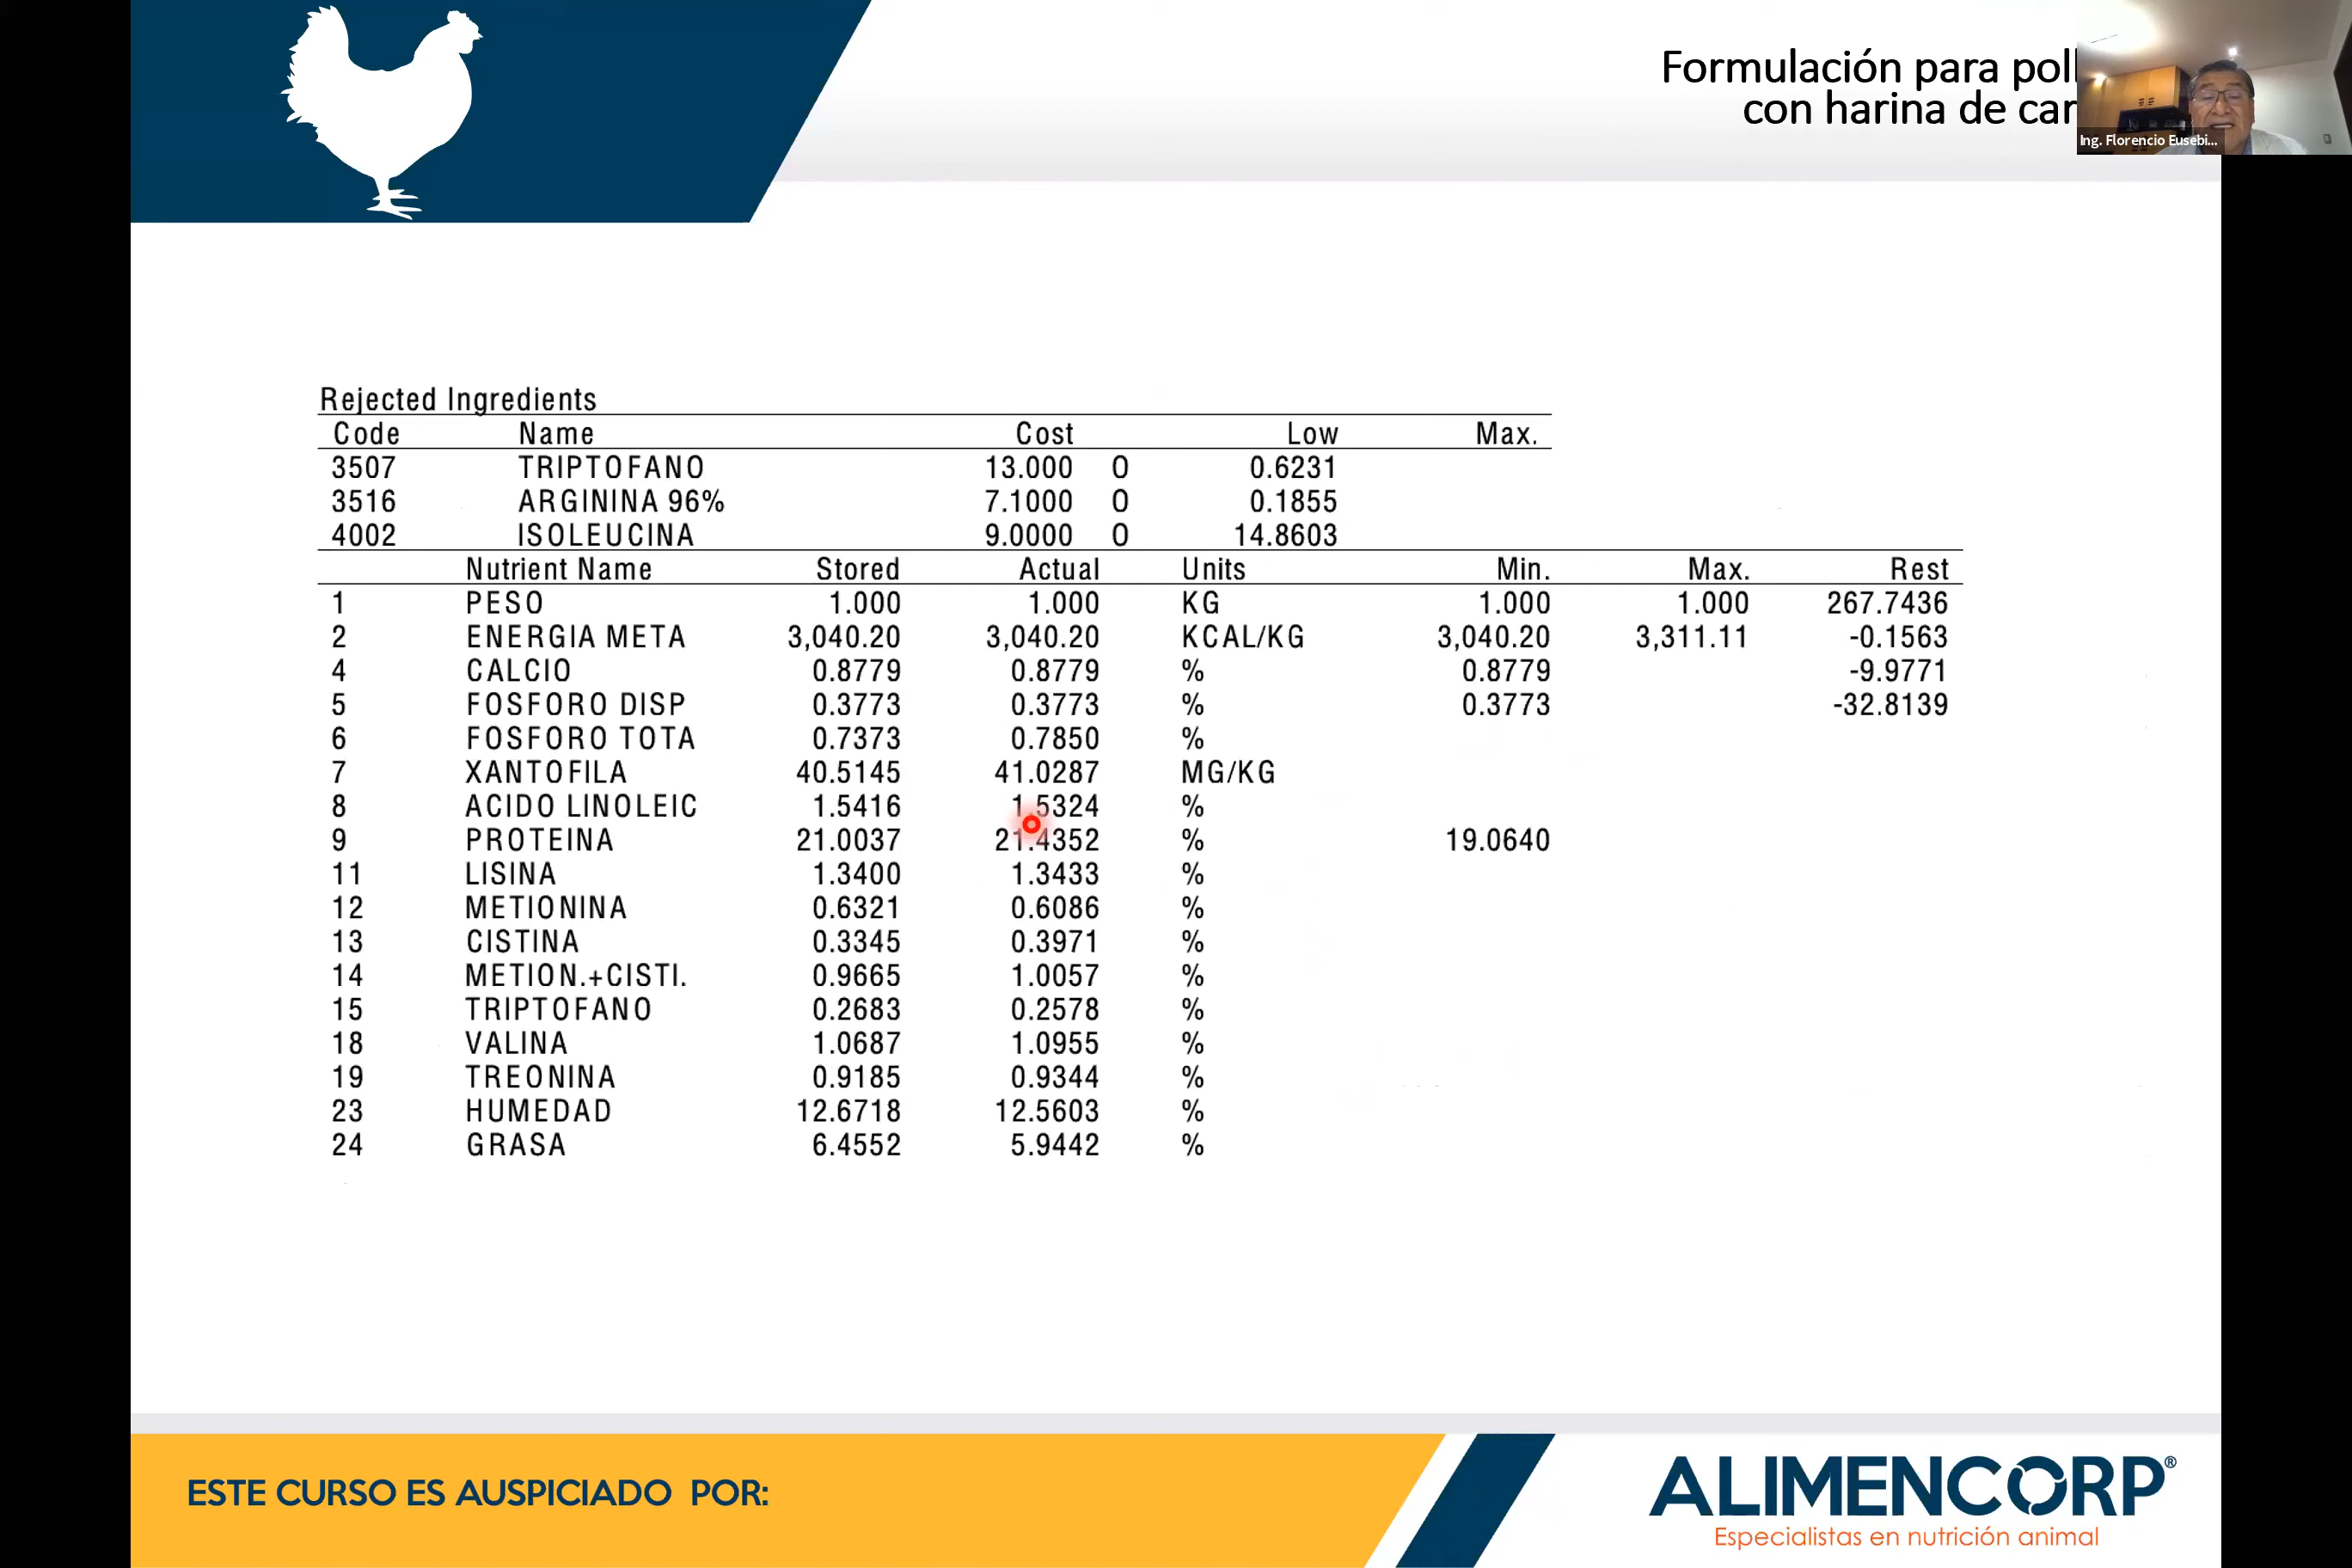 Formulación para
con harina de
Ing. Florencio Eusebi...
Rejected Ingredients
Code Name Cost Low Max.
3507 TRIPTOFANO 13.000 O 0.6231
3516 ARGININA 96% 7.1000 O 0.1855
4002 ISOLEUCINA 9.0000 O 14.8603
Nutrient Name Stored Actual Units Min. Max. Rest
1 PESO 1.000 1.000 KG 1.000 1.000 267.7436
2 ENERGIA META 3,040.20 3,040.20 KCAL/KG 3,040.20 3,311.11 -0.1563
4 CALCIO 0.8779 0.8779 % 0.8779 -9.9771
5 FOSFORO DISP 0.3773 0.3773 % 0.3773 -32.8139
6 FOSFORO TOTA 0.7373 0.7850 %
7 XANTOFILA 40.5145 41.0287 MG/KG
8 ACIDO LINOLEIC 1.5416 1.5324 %
9 PROTEINA 21.0037 21.4352 % 19.0640
11 LISINA 1.3400 1.3433 %
12 METIONINA 0.6321 0.6086 %
13 CISTINA 0.3345 0.3971 %
14 METION.+CISTI. 0.9665 1.0057 %
15 TRIPTOFANO 0.2683 0.2578 %
18 VALINA 1.0687 1.0955 %
19 TREONINA 0.9185 0.9344 %
23 HUMEDAD 12.6718 12.5603 %
24 GRASA 6.4552 5.9442 %
ESTE CURSO ES AUSPICIADO POR:
ALIMENCORP®
Especialistas en nutrición animal